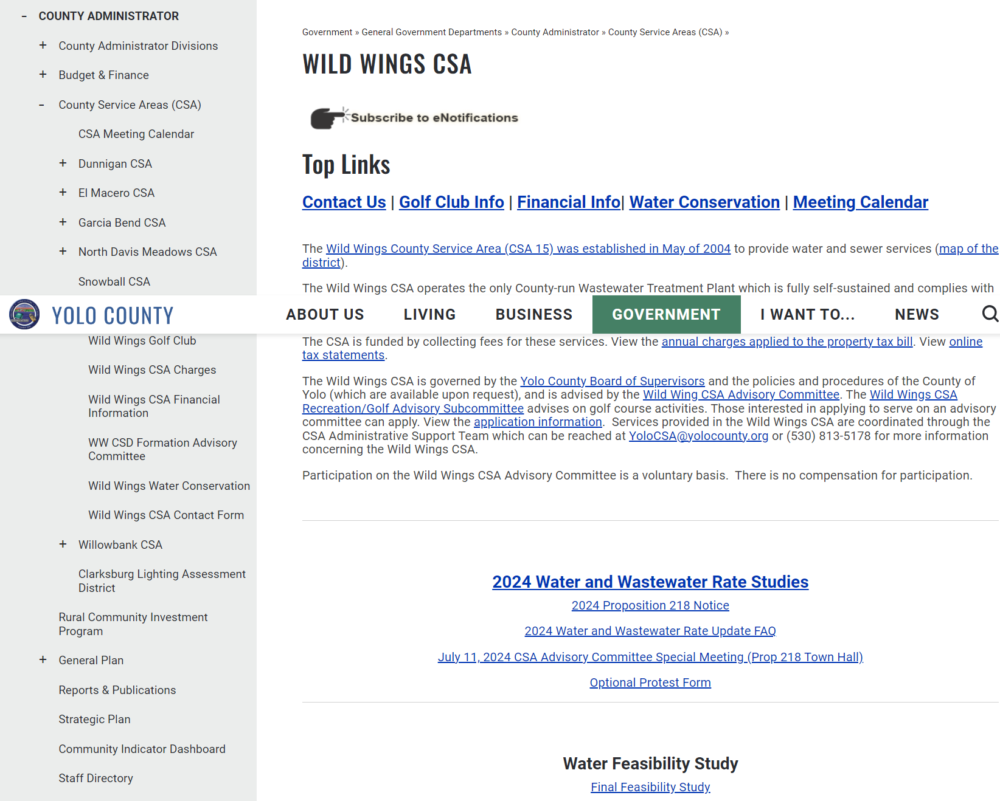 - COUNTY ADMINISTRATOR
+ County Administrator Divisions
+ Budget & Finance
- County Service Areas (CSA)
CSA Meeting Calendar
+ Dunnigan CSA
+ El Macero CSA
+ Garcia Bend CSA
+ North Davis Meadows CSA
Snowball CSA
Government » General Government Departments » County Administrator » County Service Areas (CSA) »
WILD WINGS CSA
Subscribe to eNotifications
Top Links
Contact Us | Golf Club Info | Financial Info| Water Conservation | Meeting Calendar
The Wild Wings County Service Area (CSA 15) was established in May of 2004 to provide water and sewer services (map of the
district).
The Wild Wings CSA operates the only County-run Wastewater Treatment Plant which is fully self-sustained and complies with
YOLO COUNTY
ABOUT US LIVING BUSINESS GOVERNMENT I WANT TO... NEWS
Wild Wings Golf Club
Wild Wings CSA Charges
Wild Wings CSA Financial
Information
WW CSD Formation Advisory
Committee
Wild Wings Water Conservation
Wild Wings CSA Contact Form
+ Willowbank CSA
Clarksburg Lighting Assessment
District
Rural Community Investment
Program
+ General Plan
Reports & Publications
Strategic Plan
Community Indicator Dashboard
Staff Directory
The CSA is funded by collecting fees for these services. View the annual charges applied to the property tax bill. View online
tax statements.
The Wild Wings CSA is governed by the Yolo County Board of Supervisors and the policies and procedures of the County of
Yolo (which are available upon request), and is advised by the Wild Wing CSA Advisory Committee. The Wild Wings CSA
Recreation/Golf Advisory Subcommittee advises on golf course activities. Those interested in applying to serve on an advisory
committee can apply. View the application information.  Services provided in the Wild Wings CSA are coordinated through the
CSA Administrative Support Team which can be reached at YoloCSA@yolocounty.org or (530) 813-5178 for more information
concerning the Wild Wings CSA.
Participation on the Wild Wings CSA Advisory Committee is a voluntary basis.  There is no compensation for participation.
2024 Water and Wastewater Rate Studies
2024 Proposition 218 Notice
2024 Water and Wastewater Rate Update FAQ
July 11, 2024 CSA Advisory Committee Special Meeting (Prop 218 Town Hall)
Optional Protest Form
Water Feasibility Study
Final Feasibility Study